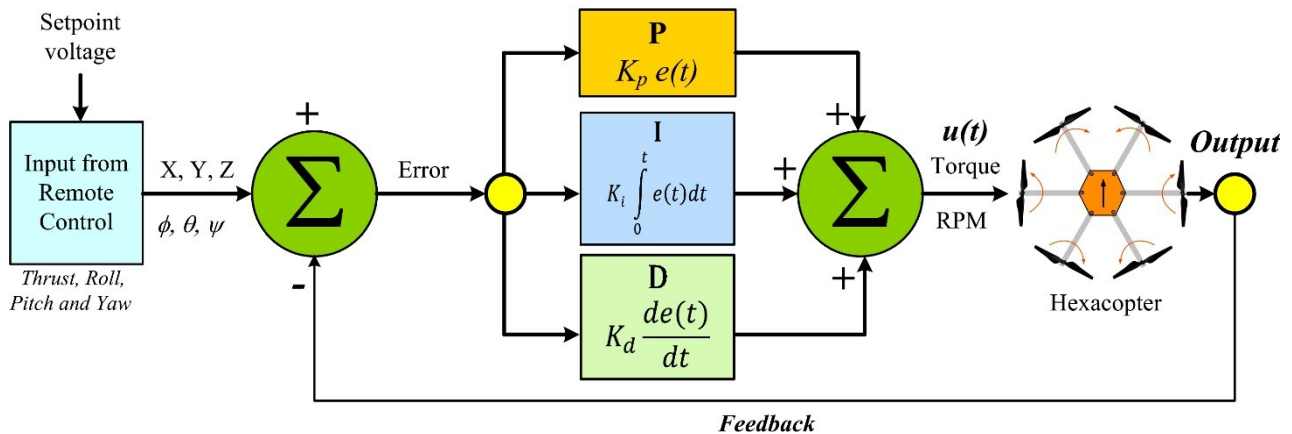 Setpoint
voltage
Input from
Remote
Control
Thrust, Roll,
Pitch and Yaw
X, Y, Z
ϕ, θ, ψ
+
Σ
-
Error
P
K_p e(t)
I
K_i ∫_0^t e(t)dt
D
K_d de(t)/dt
+
+
+
Σ
u(t)
Torque
RPM
Hexacopter
Output
Feedback